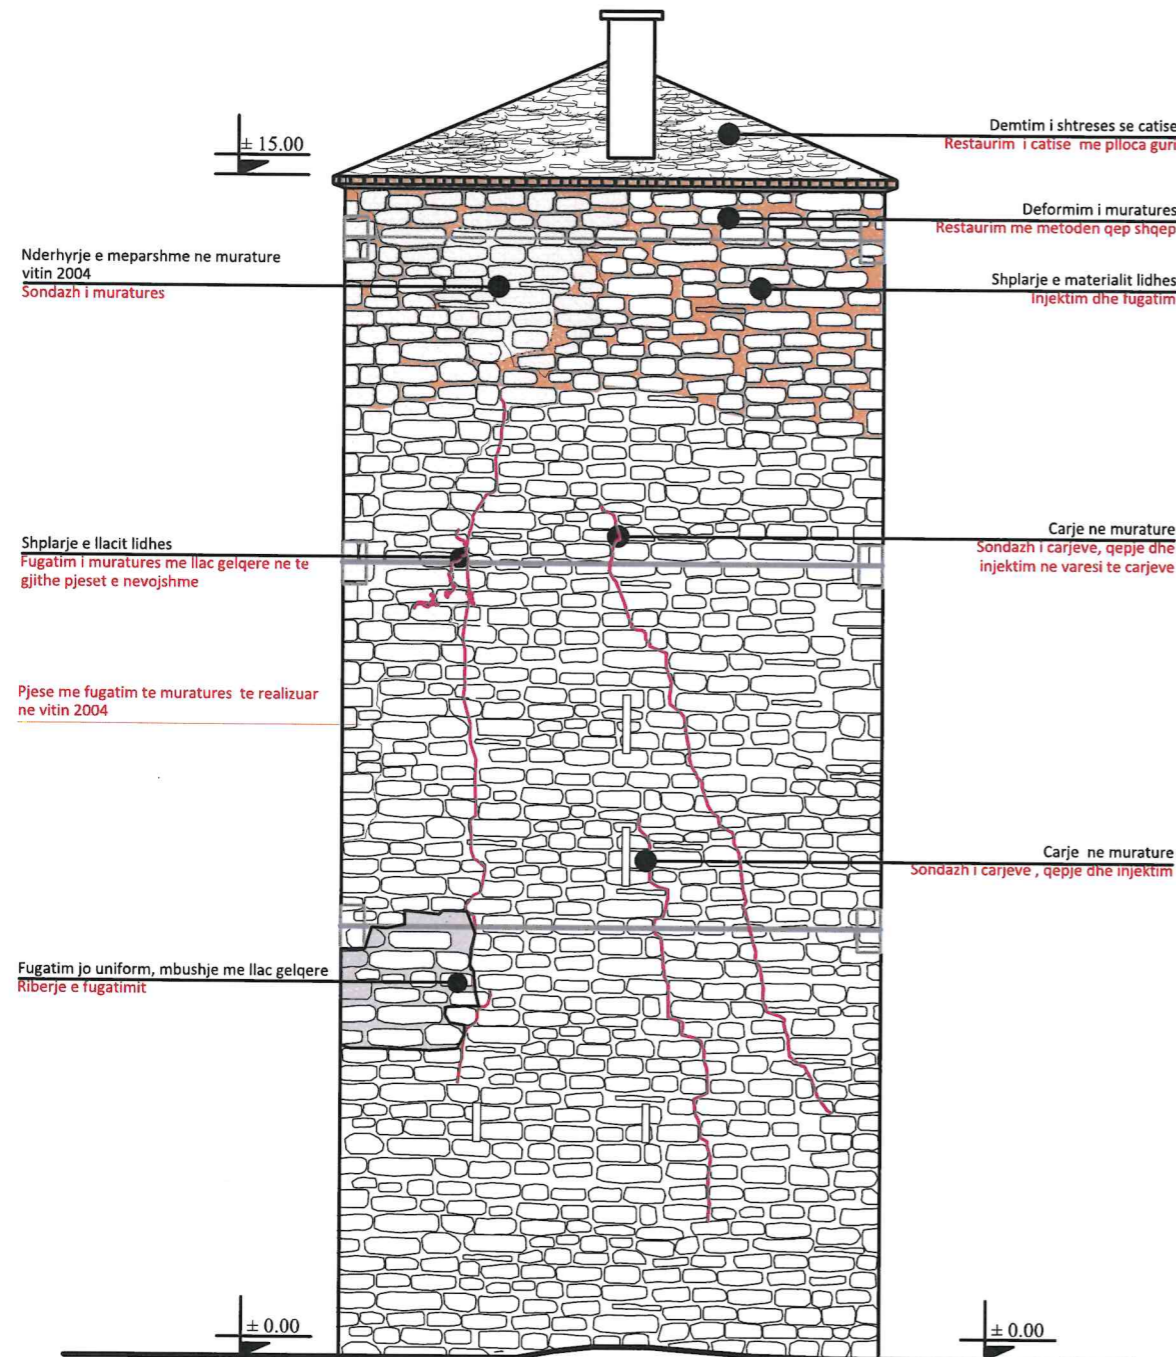 ± 15.00
Demtim i shtreses se catise
Restaurim i catise me plloca guri
Deformim i muratures
Restaurim me metoden qep shqep
Nderhyrje e meparshme ne murature
vitin 2004
Sondazh i muratures
Shplarje e materialit lidhes
Injektim dhe fugatim
Shplarje e llacit lidhes
Fugatim i muratures me llac gelqere ne te
gjithe pjeset e nevojshme
Carje ne murature
Sondazh i carjeve, qepje dhe
injektim ne varesi te carjeve
Pjese me fugatim te muratures te realizuar
ne vitin 2004
Carje ne murature
Sondazh i carjeve , qepje dhe injektim
Fugatim jo uniform, mbushje me llac gelqere
Riberje e fugatimit
± 0.00
± 0.00